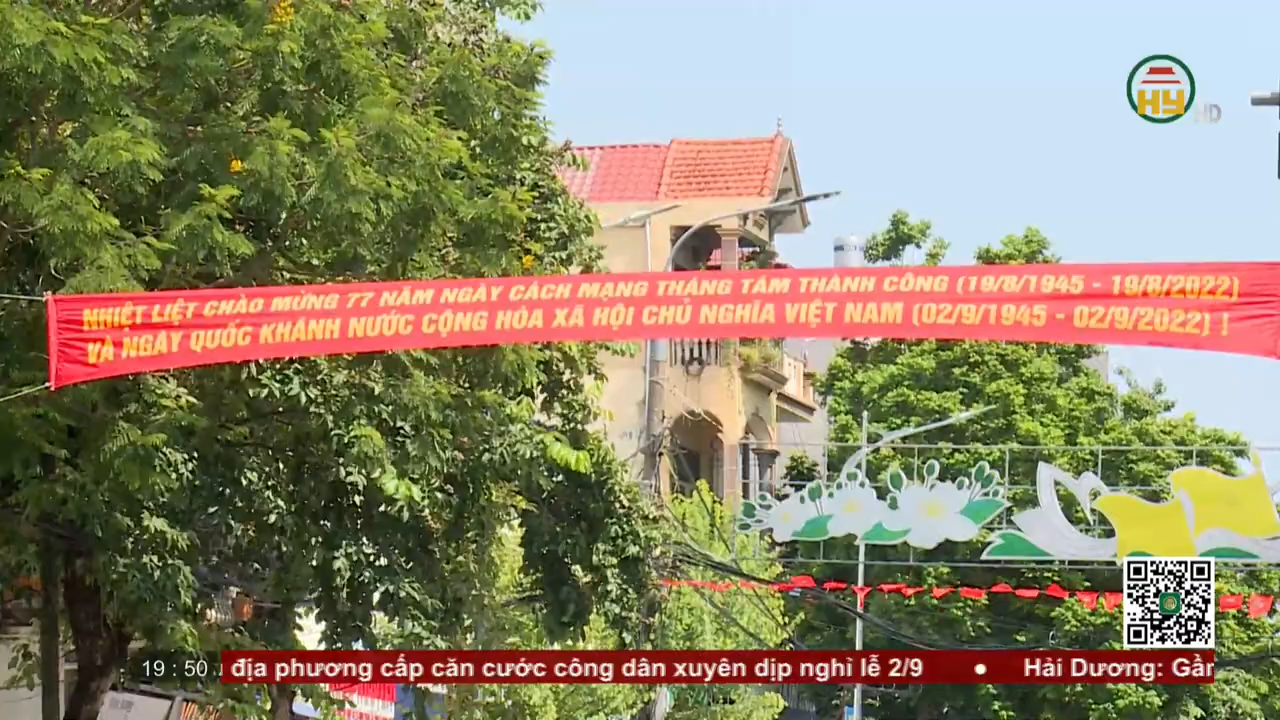 HY HD
NHIỆT LIỆT CHÀO MỪNG 77 NĂM NGÀY CÁCH MẠNG THÁNG TÁM THÀNH CÔNG (19/8/1945 - 19/8/2022)
VÀ NGÀY QUỐC KHÁNH NƯỚC CỘNG HÒA XÃ HỘI CHỦ NGHĨA VIỆT NAM (02/9/1945 - 02/9/2022) !
19 : 50 địa phương cấp căn cước công dân xuyên dịp nghỉ lễ 2/9 • Hải Dương: Gần